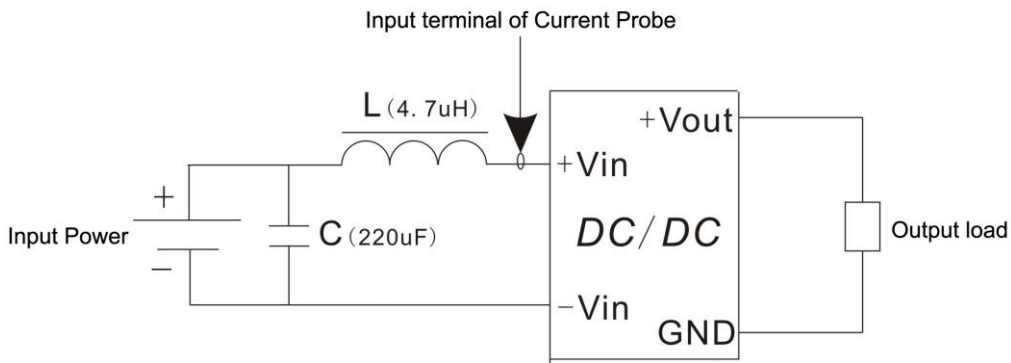 Input terminal of Current Probe
L(4.7uH)
+Vout
+
+Vin
Input Power
C(220uF)
DC/DC
Output load
−
−Vin
GND